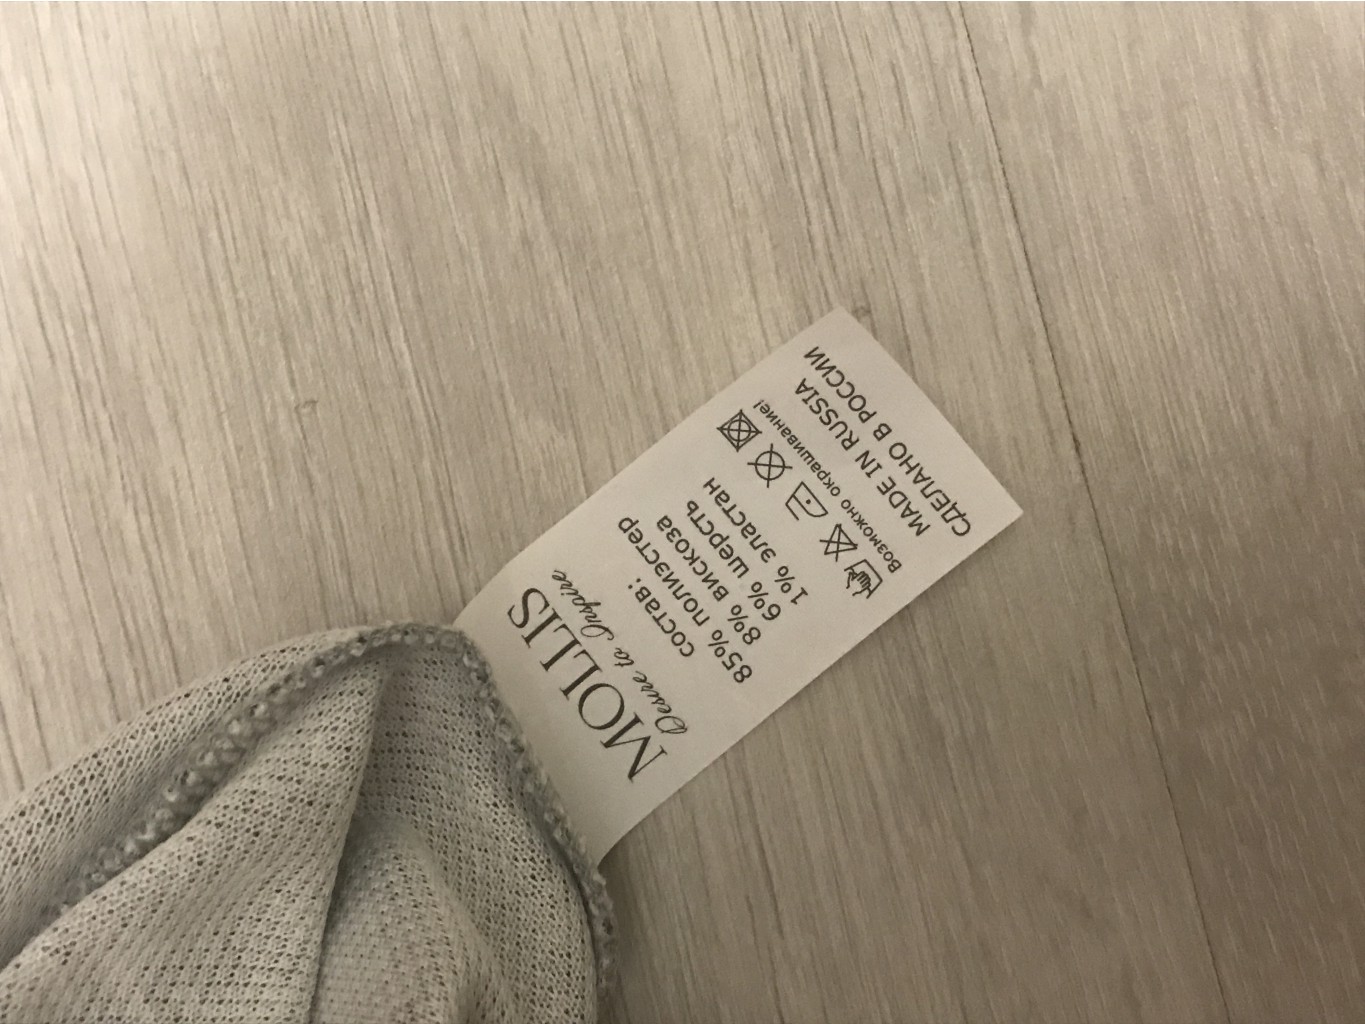 MOLLIS
Desire to Inspire
состав:
85% полиэстер
8% вискоза
6% шерсть
1% эластан
Возможно окрашивание!
MADE IN RUSSIA
СДЕЛАНО В РОССИИ